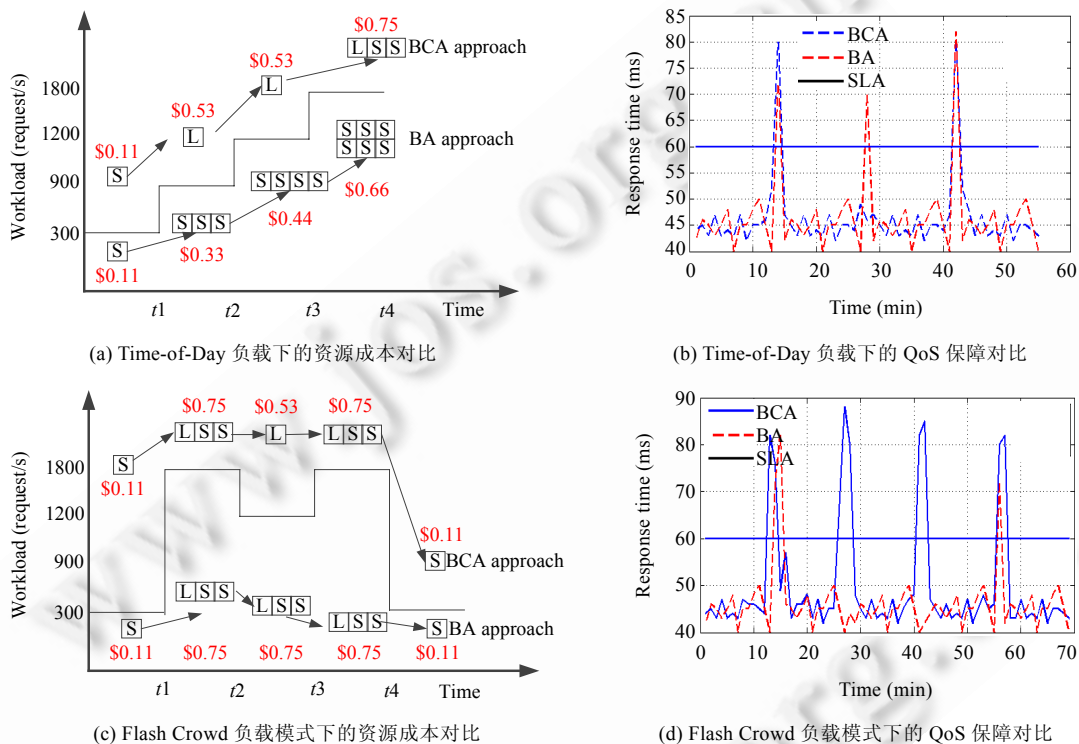 $0.75
L S S BCA approach
$0.53
L
1800
$0.53
1200
L
S S S
S S S
BA approach
$0.11
900
S
S S S S
$0.66
300
S S S
$0.44
S
$0.33
$0.11
Workload (request/s)
t1 t2 t3 t4 Time
(a) Time-of-Day 负载下的资源成本对比
85
80
75
70
65
60
55
50
45
40
Response time (ms)
BCA
BA
SLA
0 10 20 30 40 50 60
Time (min)
(b) Time-of-Day 负载下的 QoS 保障对比
$0.75 $0.53 $0.75
L S S L L S S
1800
S
$0.11
1200
900
$0.11
S BCA approach
300
L S S
L S S
L S S
S
S BA approach
$0.11 $0.75 $0.75 $0.75 $0.11
Workload (request/s)
t1 t2 t3 t4 Time
(c) Flash Crowd 负载模式下的资源成本对比
90
80
70
60
50
40
Response time (ms)
BCA
BA
SLA
0 10 20 30 40 50 60 70
Time (min)
(d) Flash Crowd 负载模式下的 QoS 保障对比
www.jos.org